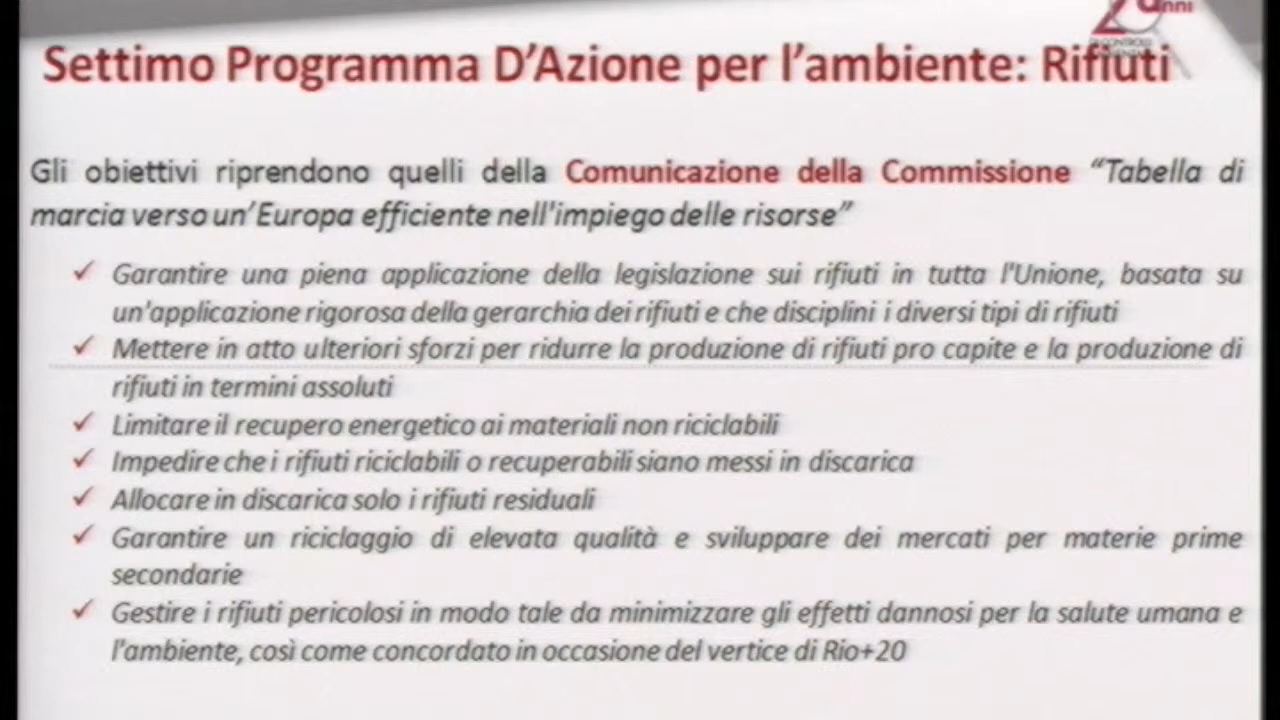 anni
Settimo Programma D’Azione per l’ambiente: Rifiuti
Gli obiettivi riprendono quelli della Comunicazione della Commissione “Tabella di
marcia verso un’Europa efficiente nell'impiego delle risorse”
✓ Garantire una piena applicazione della legislazione sui rifiuti in tutta l'Unione, basata su
un'applicazione rigorosa della gerarchia dei rifiuti e che disciplini i diversi tipi di rifiuti
✓ Mettere in atto ulteriori sforzi per ridurre la produzione di rifiuti pro capite e la produzione di
rifiuti in termini assoluti
✓ Limitare il recupero energetico ai materiali non riciclabili
✓ Impedire che i rifiuti riciclabili o recuperabili siano messi in discarica
✓ Allocare in discarica solo i rifiuti residuali
✓ Garantire un riciclaggio di elevata qualità e sviluppare dei mercati per materie prime
secondarie
✓ Gestire i rifiuti pericolosi in modo tale da minimizzare gli effetti dannosi per la salute umana e
l'ambiente, così come concordato in occasione del vertice di Rio+20